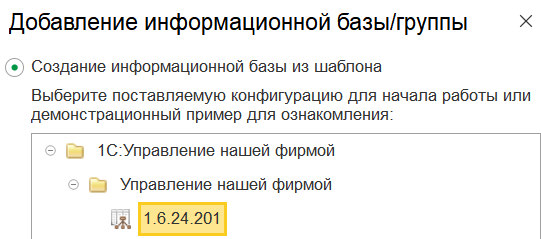 Добавление информационной базы/группы
Создание информационной базы из шаблона
Выберите поставляемую конфигурацию для начала работы или
демонстрационный пример для ознакомления:
1С:Управление нашей фирмой
Управление нашей фирмой
1.6.24.201